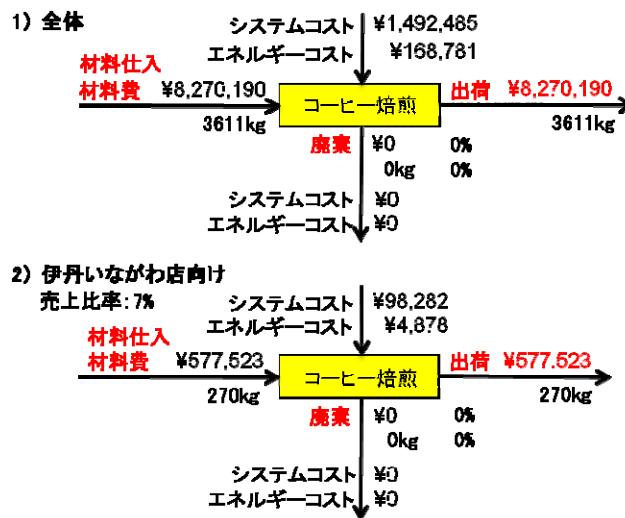 1) 全体
システムコスト ¥1,492,485
エネルギーコスト ¥168,781
材料仕入
材料費 ¥8,270,190
コーヒー焙煎
出荷 ¥8,270,190
3611kg
3611kg
廃棄 ¥0 0%
0kg 0%
システムコスト ¥0
エネルギーコスト ¥0
2) 伊丹いながわ店向け
売上比率:7%
システムコスト ¥98,282
エネルギーコスト ¥4,878
材料仕入
材料費 ¥577,523
コーヒー焙煎
出荷 ¥577.523
270kg
270kg
廃棄 ¥0 0%
0kg 0%
システムコスト ¥0
エネルギーコスト ¥0